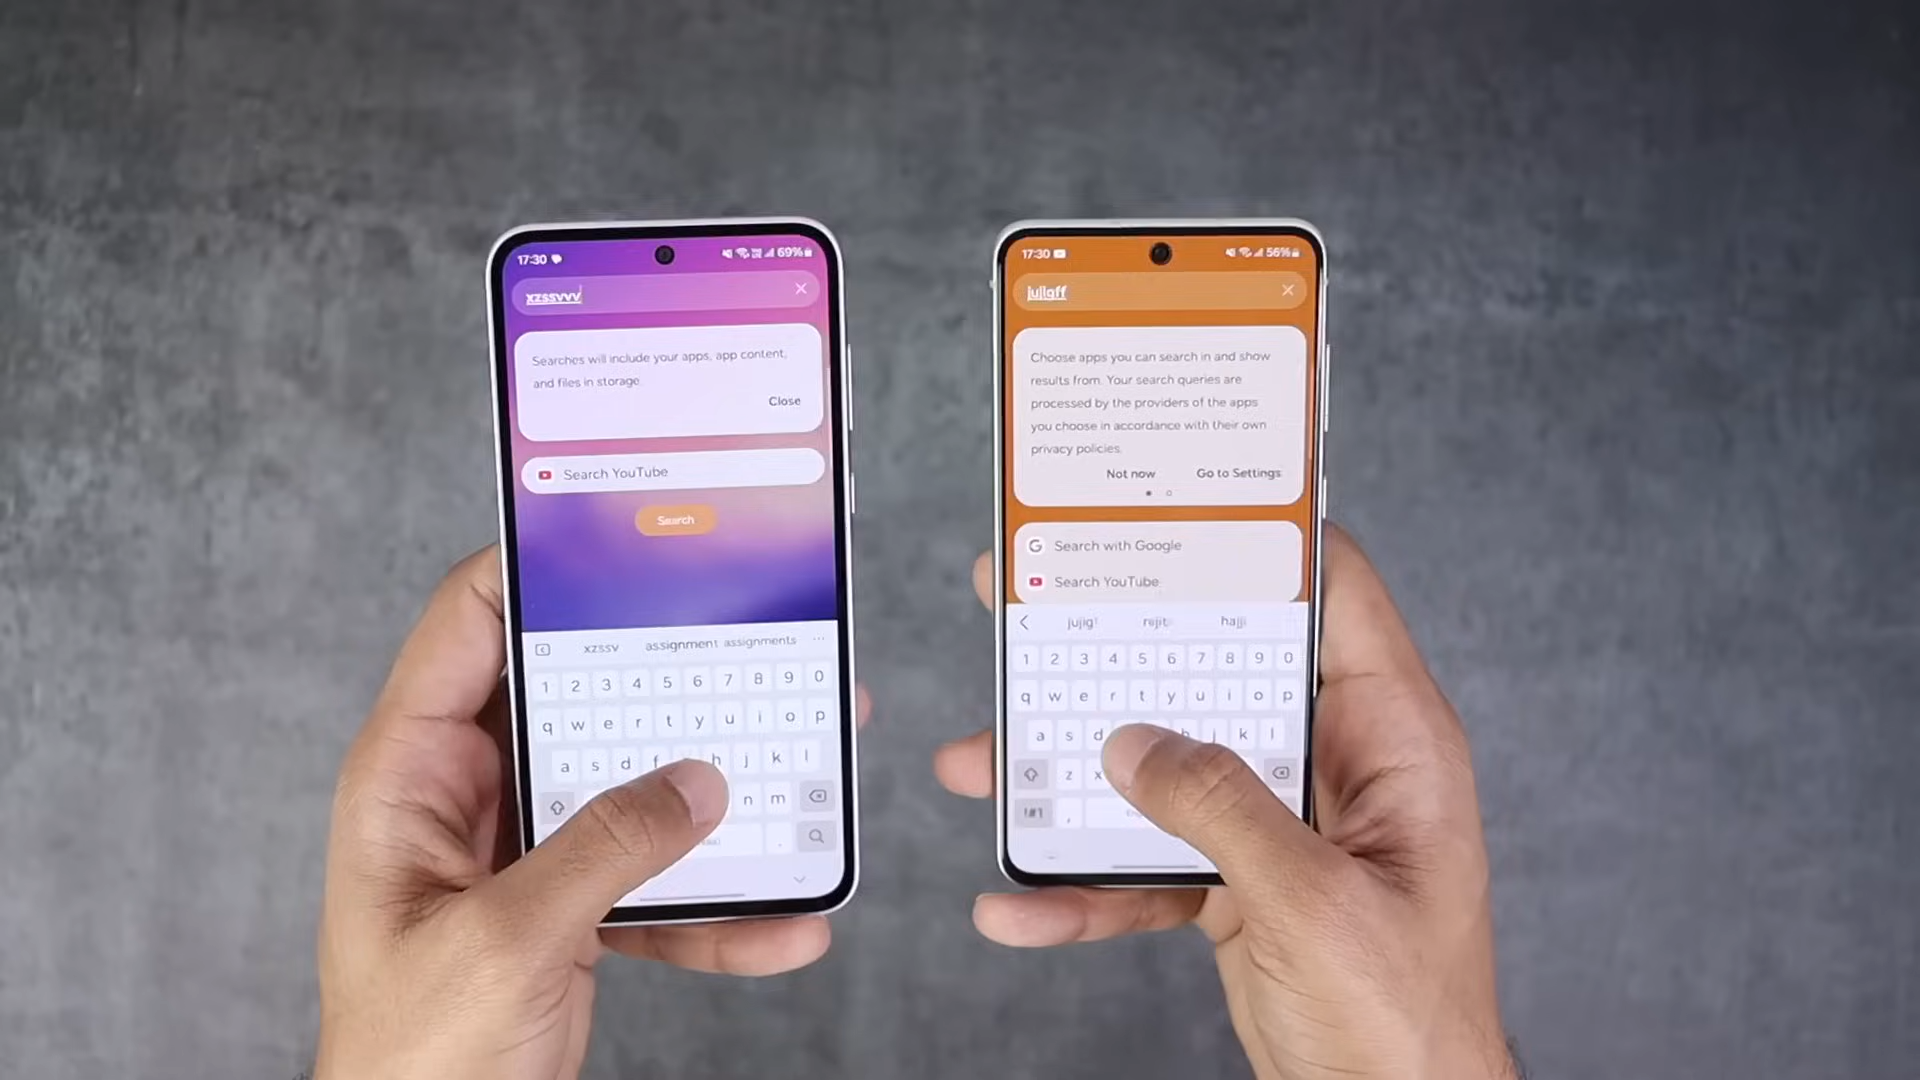 17:30
69%
xzssvvv
Searches will include your apps, app content,
and files in storage.
Close
Search YouTube
Search
xzssv assignment assignments
1 2 3 4 5 6 7 8 9 0
q w e r t y u i o p
a s d f h j k l
n m
.
17:30
56%
jujigff
Choose apps you can search in and show
results from. Your search queries are
processed by the providers of the apps
you choose in accordance with their own
privacy policies.
Not now Go to Settings
G Search with Google
Search YouTube
hajji
1 2 3 4 5 6 7 8 9 0
q w e r t y u i o p
a s d h j k l
z x
!#1 ,